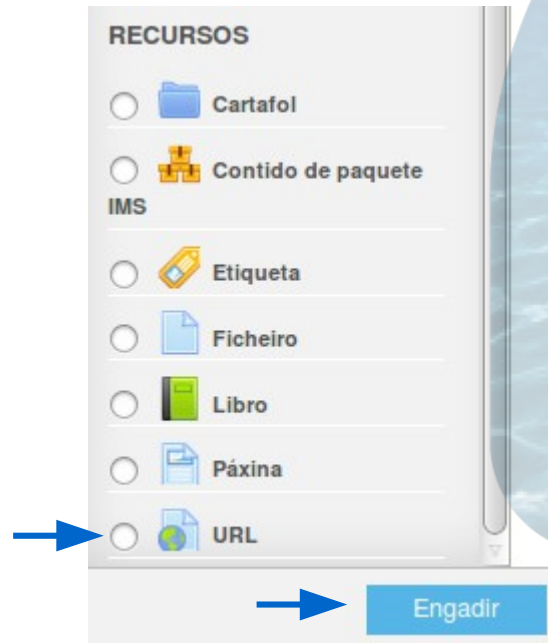 RECURSOS
Cartafol
Contido de paquete
IMS
Etiqueta
Ficheiro
Libro
Páxina
URL
Engadir